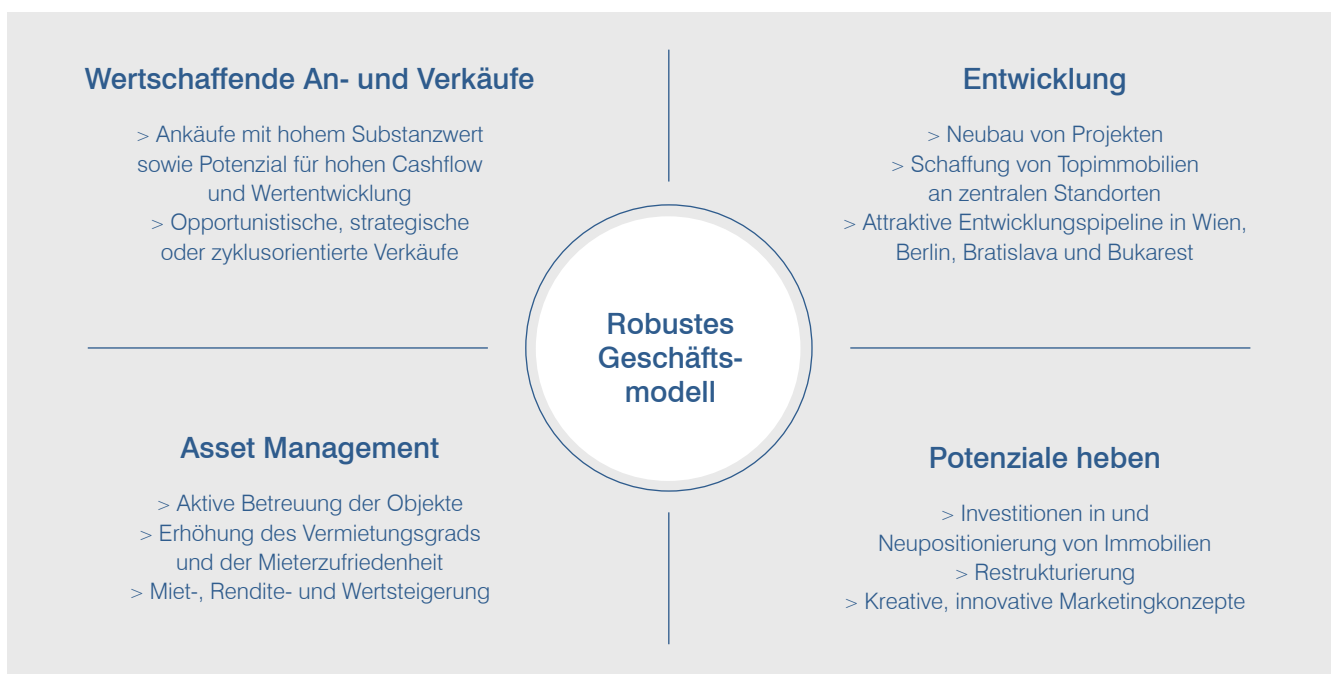 Wertschaffende An- und Verkäufe
> Ankäufe mit hohem Substanzwert
sowie Potenzial für hohen Cashflow
und Wertentwicklung
> Opportunistische, strategische
oder zyklusorientierte Verkäufe
Entwicklung
> Neubau von Projekten
> Schaffung von Topimmobilien
an zentralen Standorten
> Attraktive Entwicklungspipeline in Wien,
Berlin, Bratislava und Bukarest
Robustes
Geschäfts-
modell
Asset Management
> Aktive Betreuung der Objekte
> Erhöhung des Vermietungsgrads
und der Mieterzufriedenheit
> Miet-, Rendite- und Wertsteigerung
Potenziale heben
> Investitionen in und
Neupositionierung von Immobilien
> Restrukturierung
> Kreative, innovative Marketingkonzepte